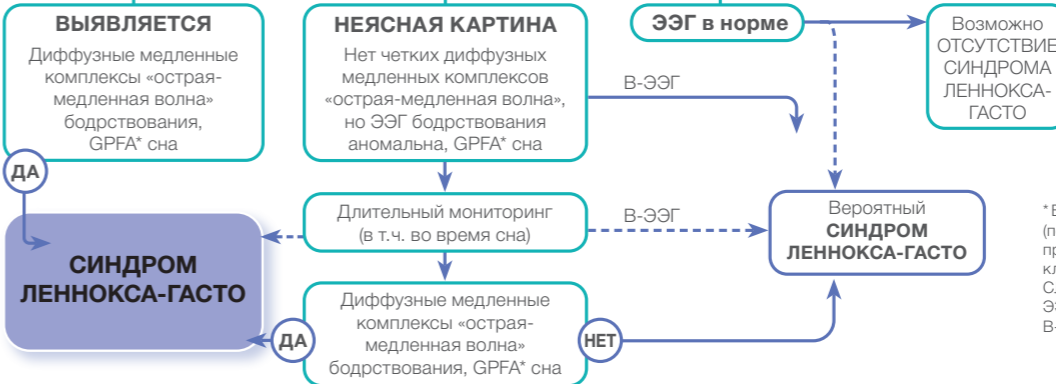 ВЫЯВЛЯЕТСЯ
Диффузные медленные
комплексы «острая-
медленная волна»
бодрствования,
GPFA* сна
НЕЯСНАЯ КАРТИНА
Нет четких диффузных
медленных комплексов
«острая-медленная волна»,
но ЭЭГ бодрствования
аномальна, GPFA* сна
ЭЭГ в норме
Возможно
ОТСУТСТВИЕ
СИНДРОМА
ЛЕННОКСА-
ГАСТО
В-ЭЭГ
ДА
Длительный мониторинг
(в т.ч. во время сна)
В-ЭЭГ
Вероятный
СИНДРОМ
ЛЕННОКСА-ГАСТО
СИНДРОМ
ЛЕННОКСА-ГАСТО
Диффузные медленные
комплексы «острая-
медленная волна»
бодрствования, GPFA* сна
ДА
НЕТ